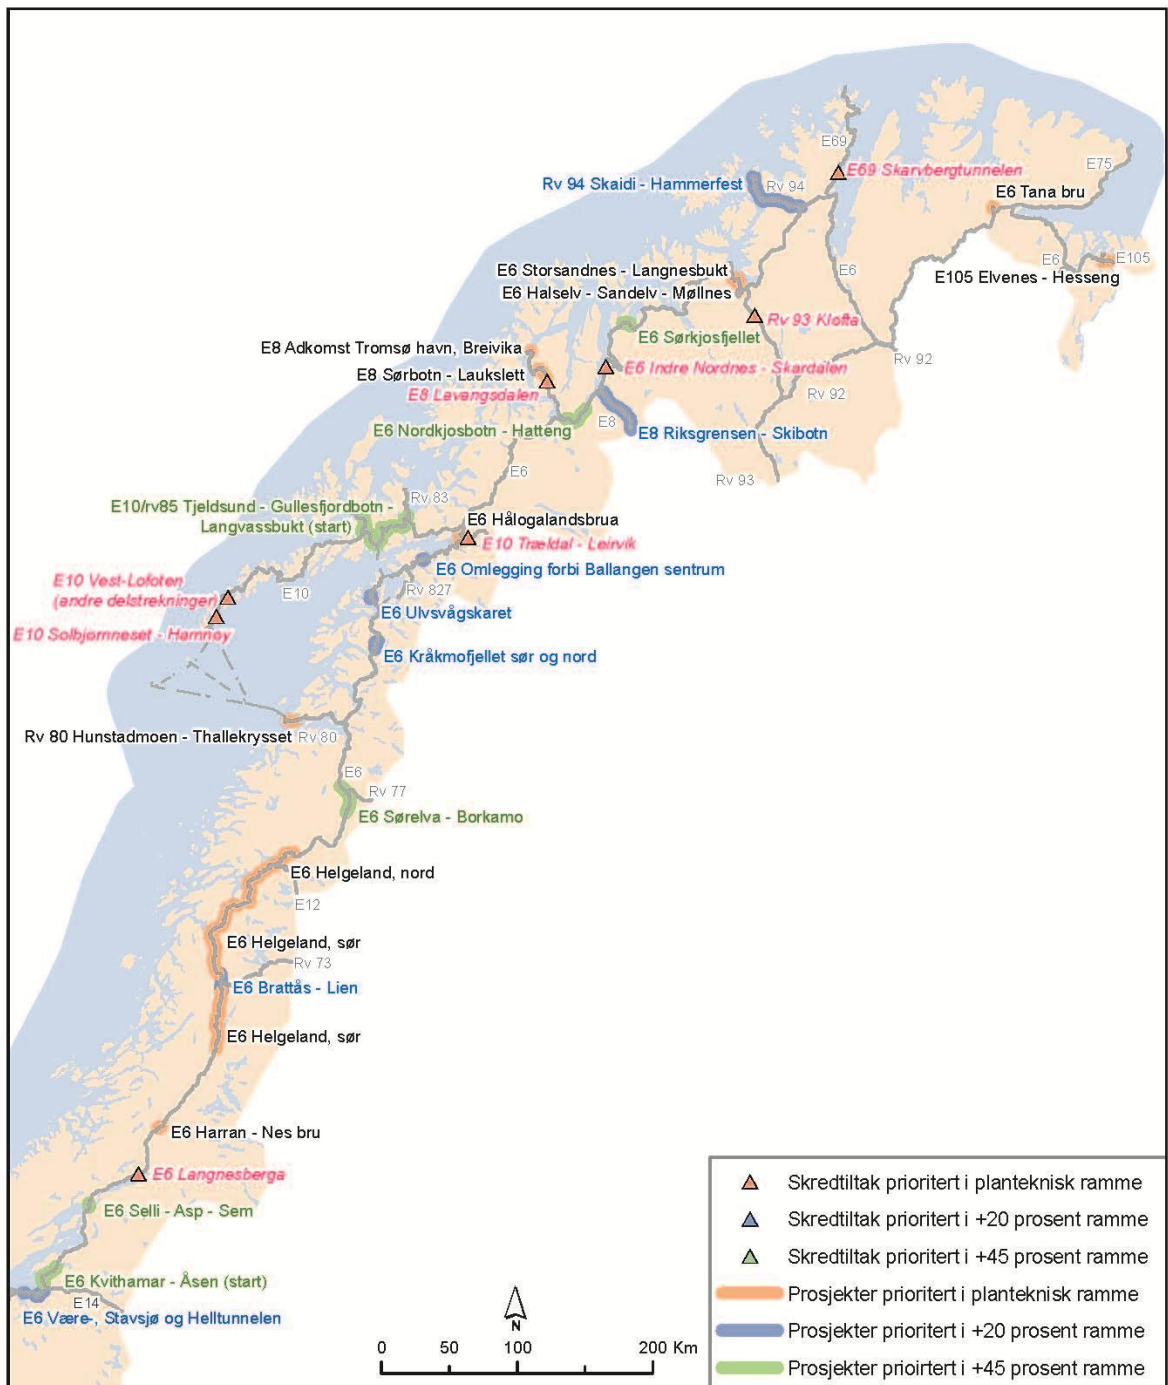 E69
E75
E69 Skarvbergtunnelen
Rv 94 Skaidi - Hammerfest
Rv 94
E6 Tana bru
E6
E6
E105
E105 Elvenes - Hesseng
E6 Storsandnes - Langnesbukt
E6 Halselv - Sandelv - Møllnes
Rv 93 Kløfta
E6 Sørkjosfjellet
E8 Adkomst Tromsø havn, Breivika
Rv 92
E8 Sørbotn - Laukslett
E6 Indre Nordnes - Skardalen
E8 Lavangsdalen
Rv 92
E8
E6 Nordkjosbotn - Hatteng
E8 Riksgrensen - Skibotn
E6
Rv 93
Rv 83
E10/rv85 Tjeldsund - Gullesfjordbotn -
Langvassbukt (start)
E6 Hålogalandsbrua
E10 Trældal - Leirvik
E6 Omlegging forbi Ballangen sentrum
E10 Vest-Lofoten
(andre delstrekninger)
E10
Rv 827
E6 Ulvsvågskaret
E10 Solbjørnneset - Hamnøy
E6 Kråkmofjellet sør og nord
Rv 80 Hunstadmoen - Thallekrysset
Rv 80
E6
Rv 77
E6 Sørelva - Borkamo
E6 Helgeland, nord
E12
E6 Helgeland, sør
Rv 73
E6 Brattås - Lien
E6 Helgeland, sør
E6 Harran - Nes bru
E6 Langnesberga
E6 Selli - Asp - Sem
E6 Kvithamar - Åsen (start)
E14
E6 Være-, Stavsjø og Helltunnelen
N
0 50 100 200 Km
Skredtiltak prioritert i planteknisk ramme
Skredtiltak prioritert i +20 prosent ramme
Skredtiltak prioritert i +45 prosent ramme
Prosjekter prioritert i planteknisk ramme
Prosjekter prioritert i +20 prosent ramme
Prosjekter prioirtert i +45 prosent ramme